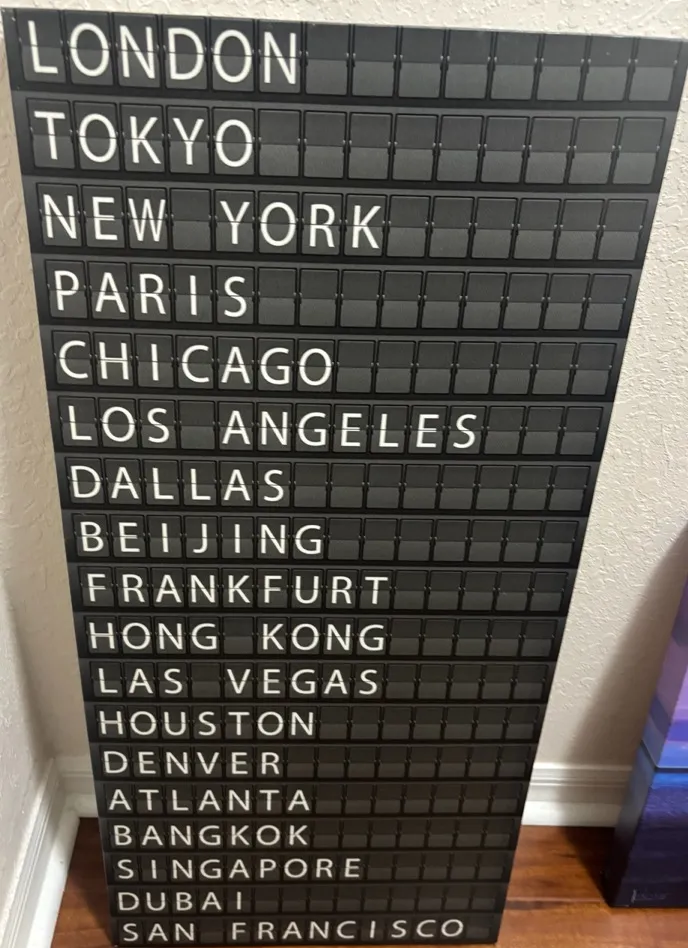 LONDON
TOKYO
NEW YORK
PARIS
CHICAGO
LOS ANGELES
DALLAS
BEIJING
FRANKFURT
HONG KONG
LAS VEGAS
HOUSTON
DENVER
ATLANTA
BANGKOK
SINGAPORE
DUBAI
SAN FRANCISCO